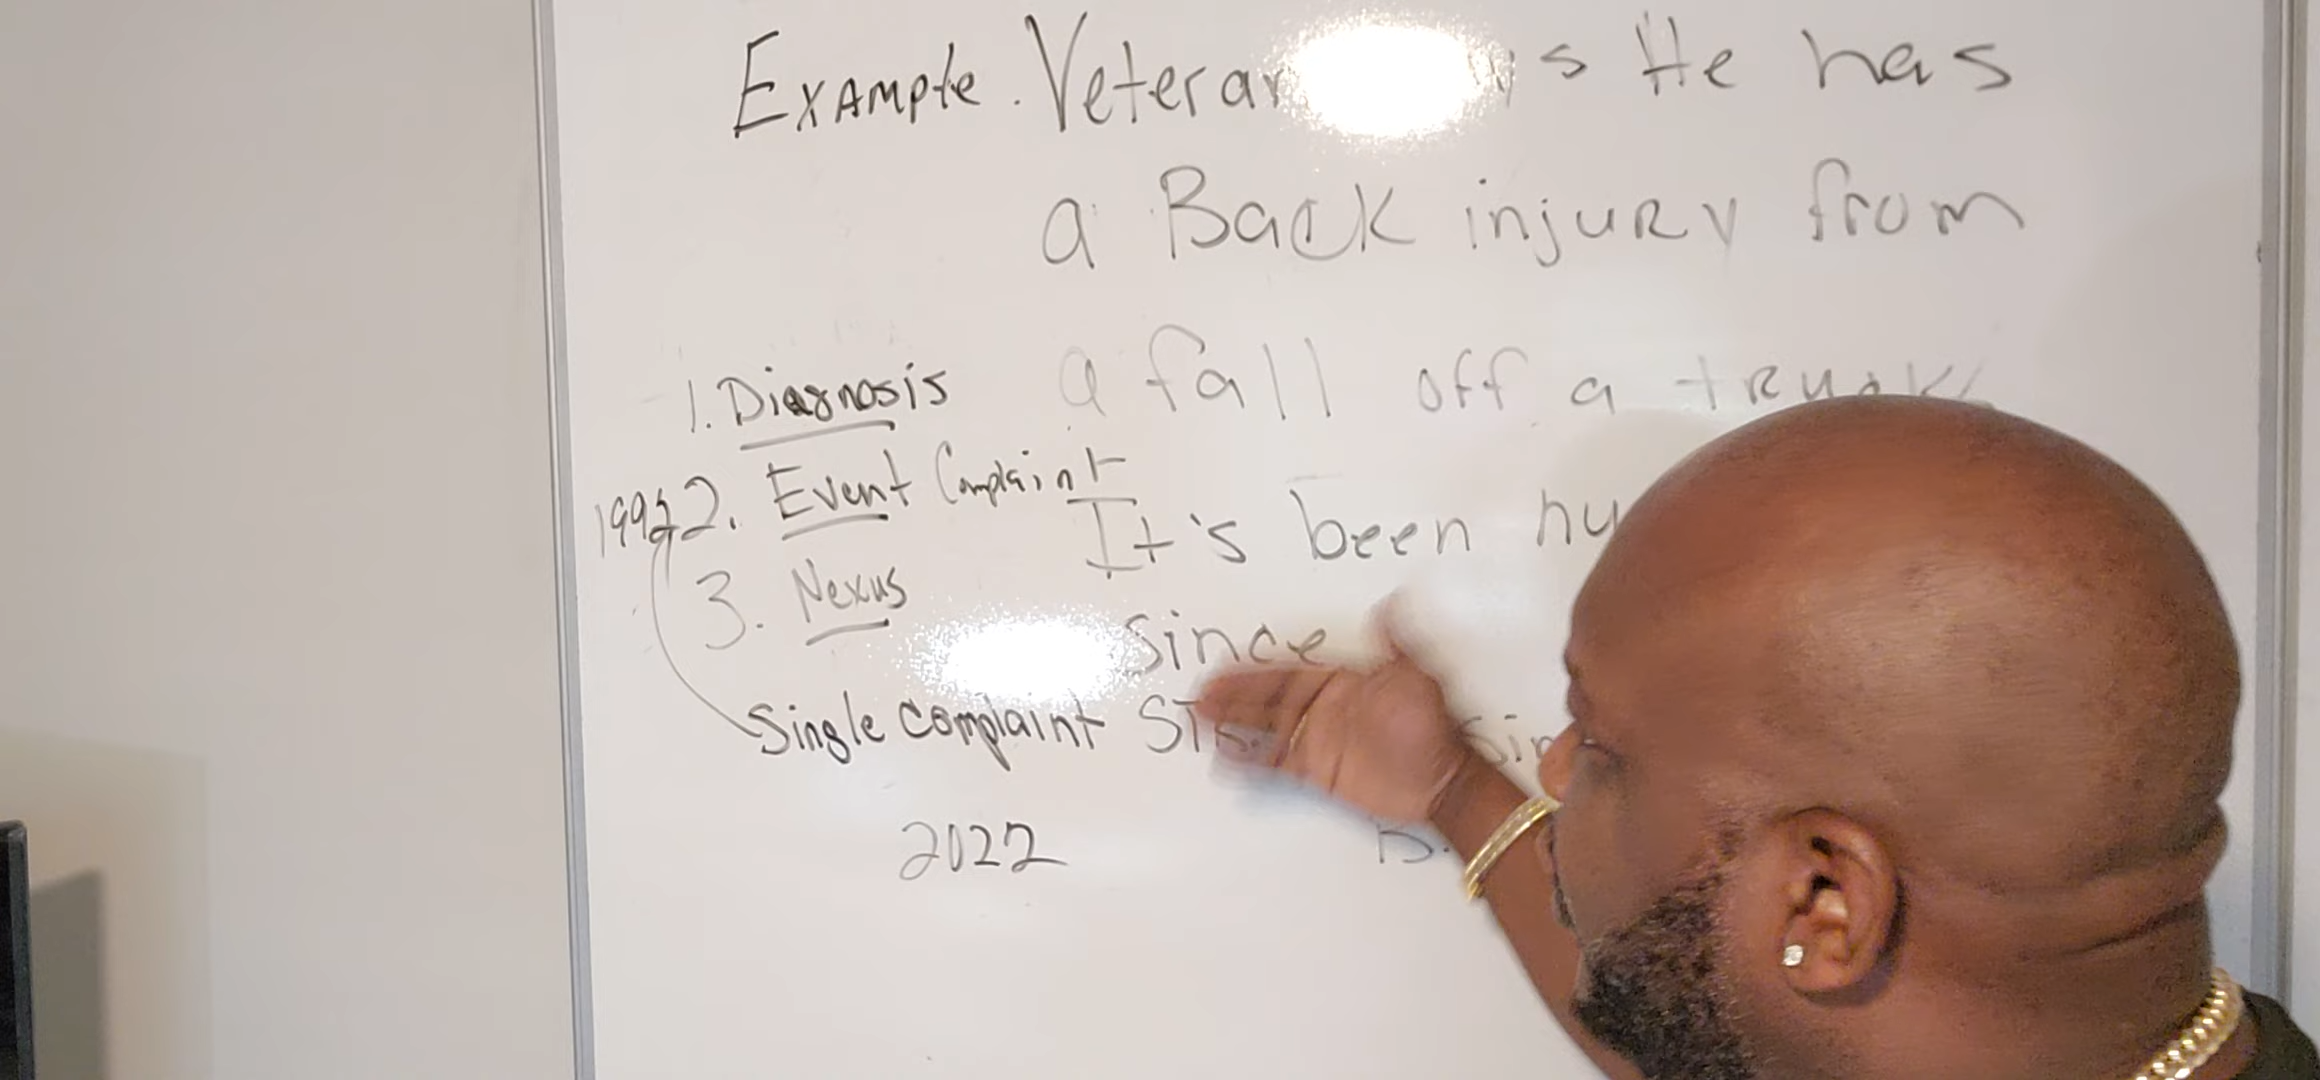 Example. Veteran He has
a Back injury from
a fall off a truck
1. Diagnosis
2. Event Complaint
It's been
3. Nexus
since
Single complaint
2022